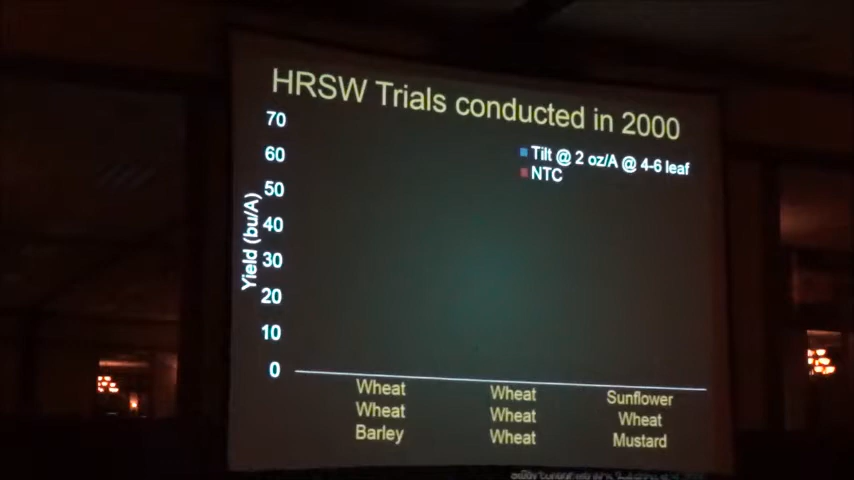 HRSW Trials conducted in 2000
70
60
50
40
30
20
10
0
Yield (bu/A)
Tilt @ 2 oz/A @ 4-6 leaf
NTC
Wheat
Wheat
Barley
Wheat
Wheat
Wheat
Sunflower
Wheat
Mustard